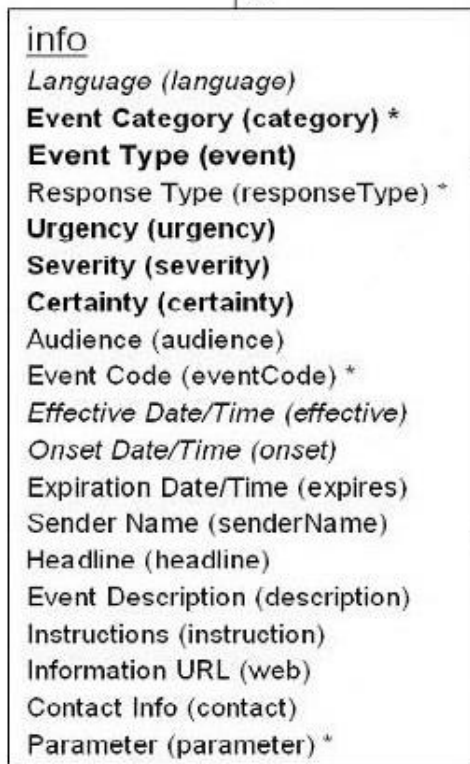 info
Language (language)
Event Category (category) *
Event Type (event)
Response Type (responseType) *
Urgency (urgency)
Severity (severity)
Certainty (certainty)
Audience (audience)
Event Code (eventCode) *
Effective Date/Time (effective)
Onset Date/Time (onset)
Expiration Date/Time (expires)
Sender Name (senderName)
Headline (headline)
Event Description (description)
Instructions (instruction)
Information URL (web)
Contact Info (contact)
Parameter (parameter) *